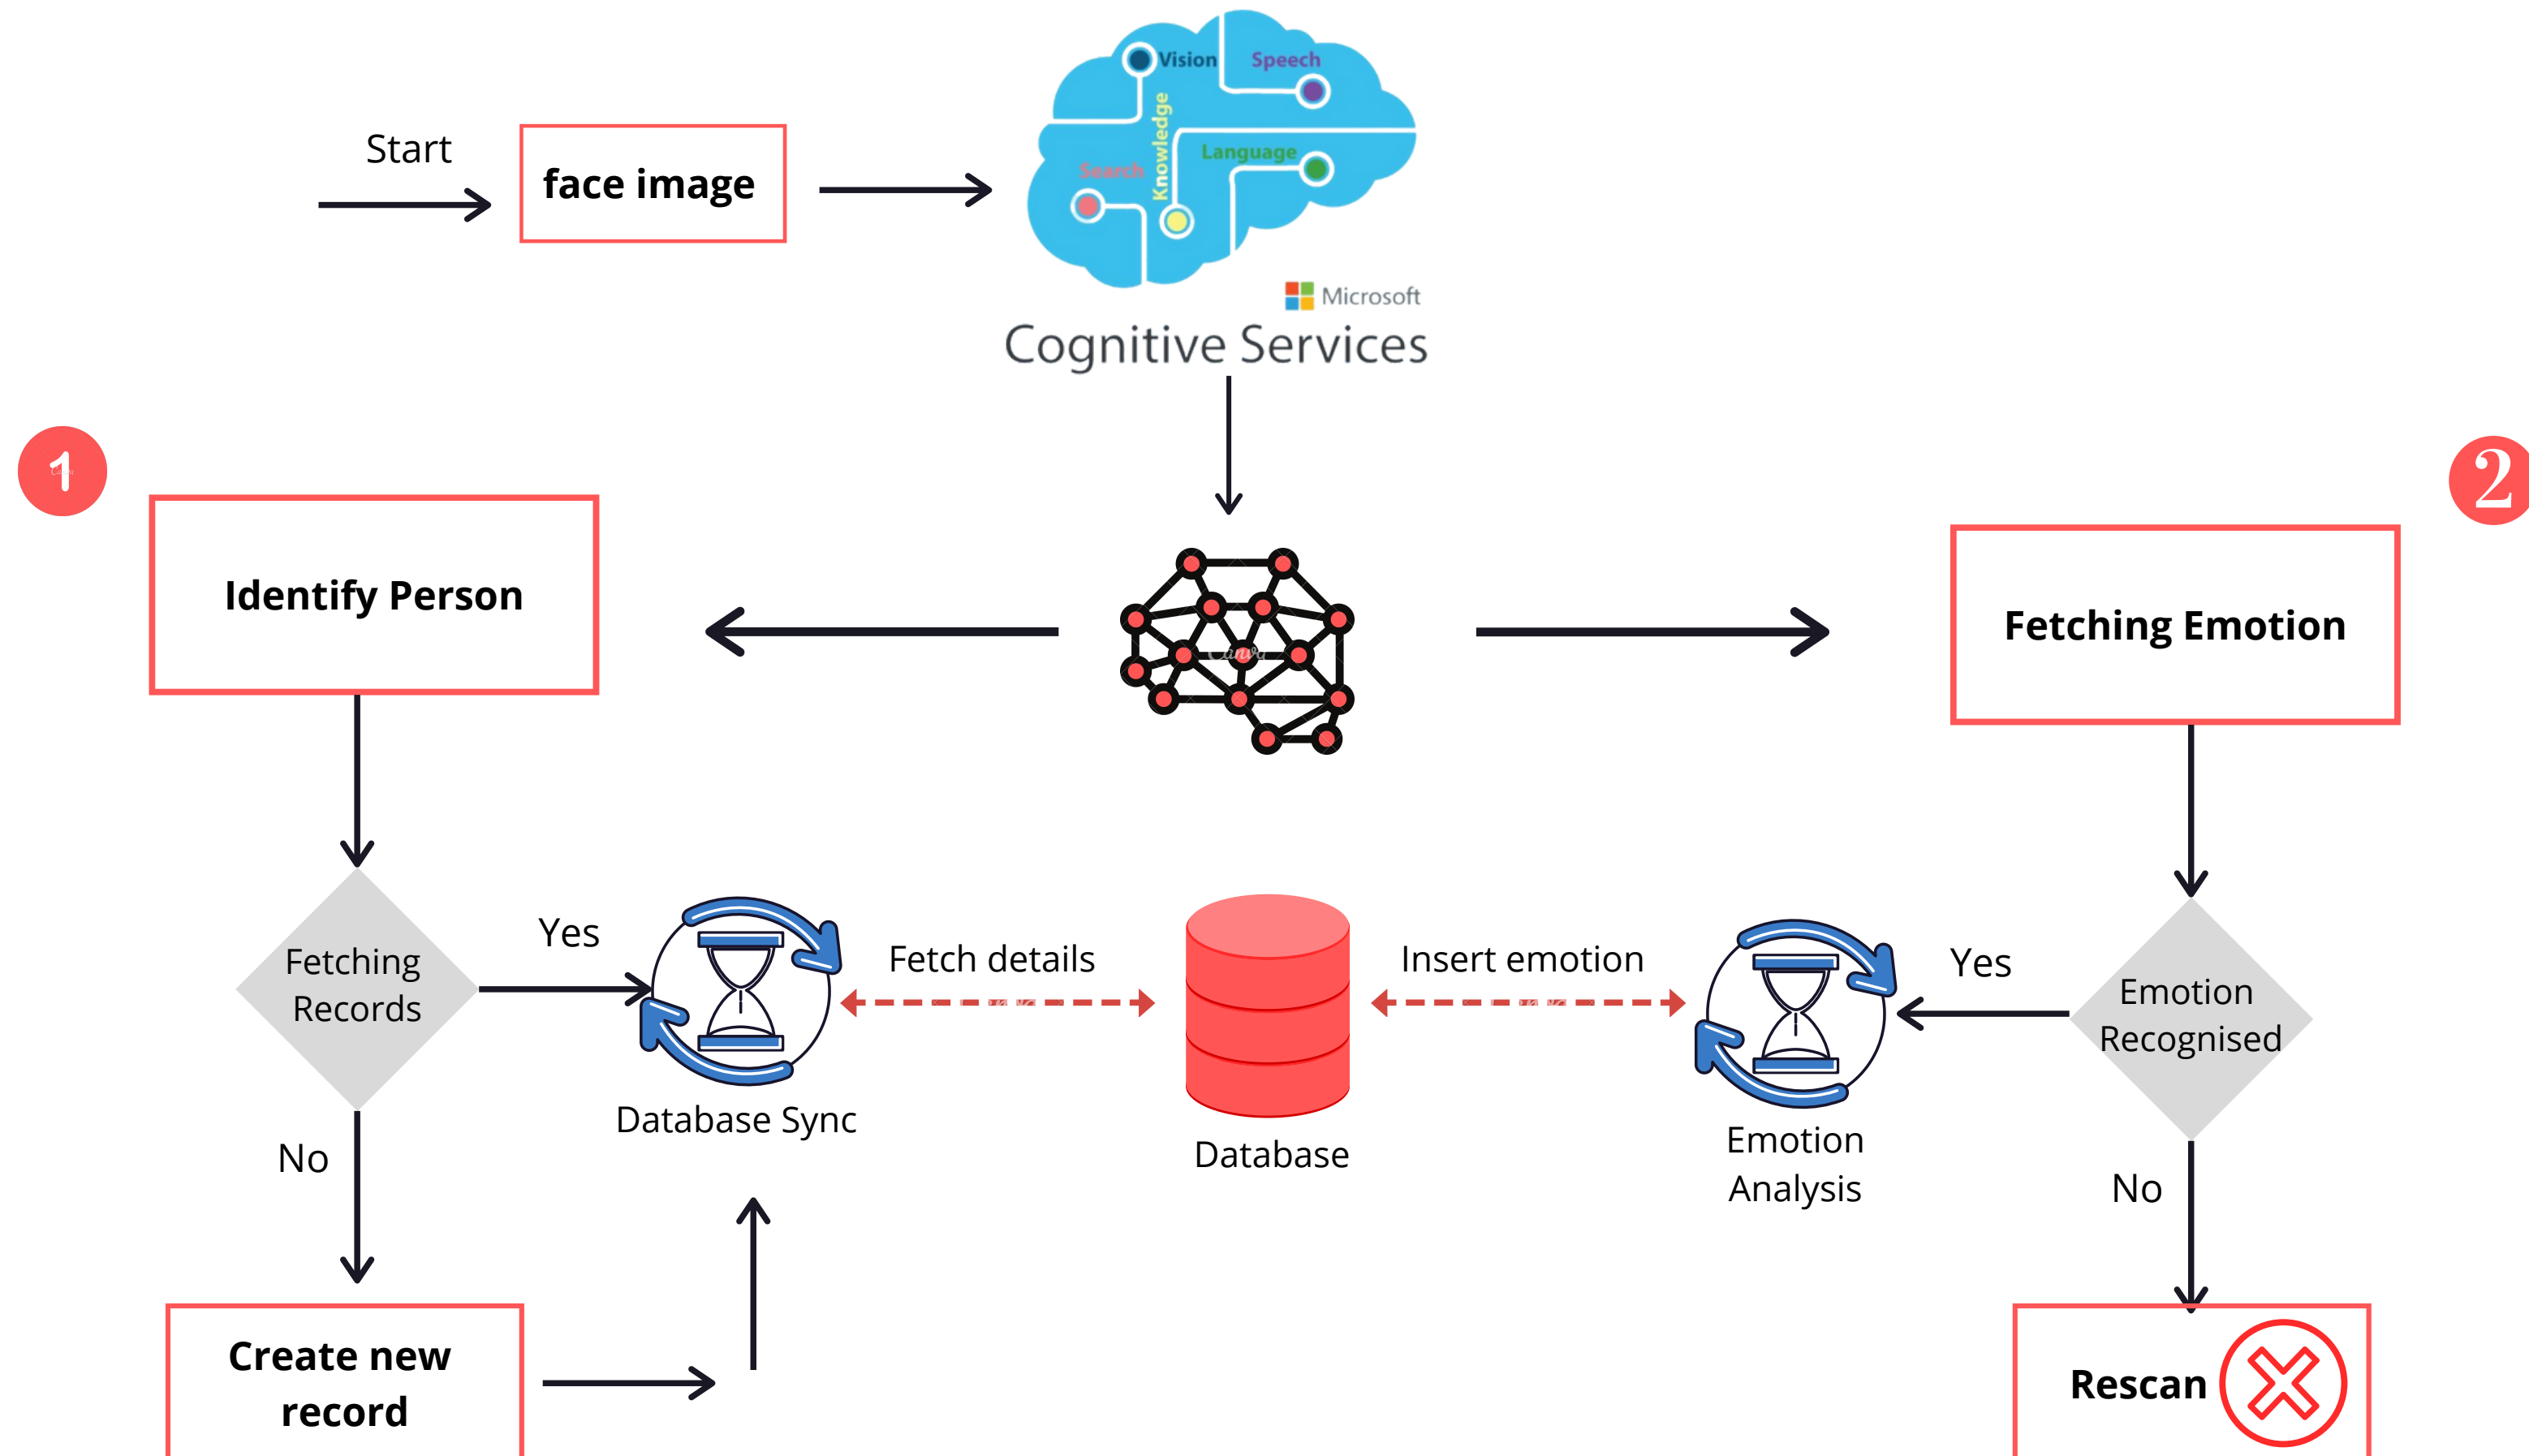 Vision
Speech
Knowledge
Language
Search
Start
face image
Microsoft
Cognitive Services
1
2
Identify Person
Fetching Emotion
Canva
Fetching
Records
Yes
Fetch details
Insert emotion
Yes
Emotion
Recognised
Database Sync
Database
Emotion
Analysis
No
No
Create new
record
Rescan